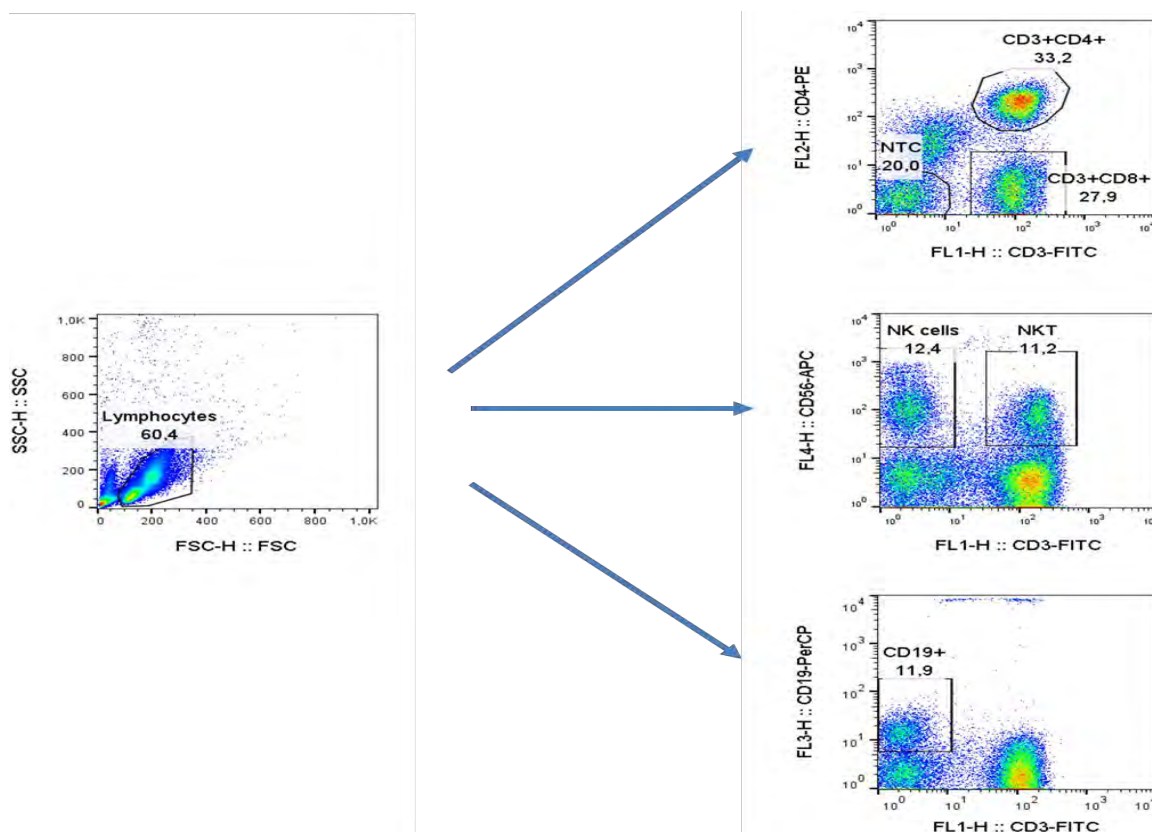 SSC-H :: SSC
1,0K
800
600
400
200
0
Lymphocytes
60,4
0 200 400 600 800 1,0K
FSC-H :: FSC
FL2-H :: CD4-PE
10^4
10^3
10^2
10^1
10^0
CD3+CD4+
33,2
NTC
20,0
CD3+CD8+
27,9
10^0 10^1 10^2 10^3 10^4
FL1-H :: CD3-FITC
FL4-H :: CD56-APC
10^4
10^3
10^2
10^1
10^0
NK cells
12,4
NKT
11,2
10^0 10^1 10^2 10^3 10^4
FL1-H :: CD3-FITC
FL3-H :: CD19-PerCP
10^4
10^3
10^2
10^1
10^0
CD19+
11,9
10^0 10^1 10^2 10^3 10^4
FL1-H :: CD3-FITC